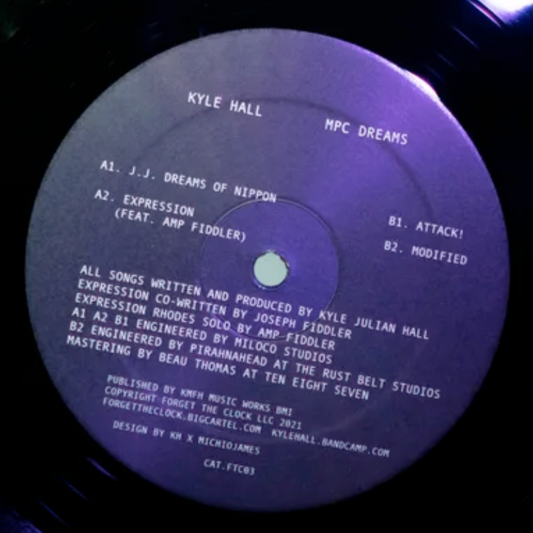 KYLE HALL
MPC DREAMS
A1. J.J. DREAMS OF NIPPON
A2. EXPRESSION
(FEAT. AMP FIDDLER)
B1. ATTACK!
B2. MODIFIED
ALL SONGS WRITTEN AND PRODUCED BY KYLE JULIAN HALL
EXPRESSION CO-WRITTEN BY JOSEPH FIDDLER
EXPRESSION RHODES SOLO BY AMP FIDDLER
A1 A2 B1 ENGINEERED BY MILOCO STUDIOS
B2 ENGINEERED BY PIRAHNAHEAD AT THE RUST BELT STUDIOS
MASTERING BY BEAU THOMAS AT TEN EIGHT SEVEN
PUBLISHED BY KMFH MUSIC WORKS BMI
COPYRIGHT FORGET THE CLOCK LLC 2021
FORGETTHECLOCK.BIGCARTEL.COM KYLEHALL.BANDCAMP.COM
DESIGN BY KH X MICHIOJAMES
CAT.FTC03